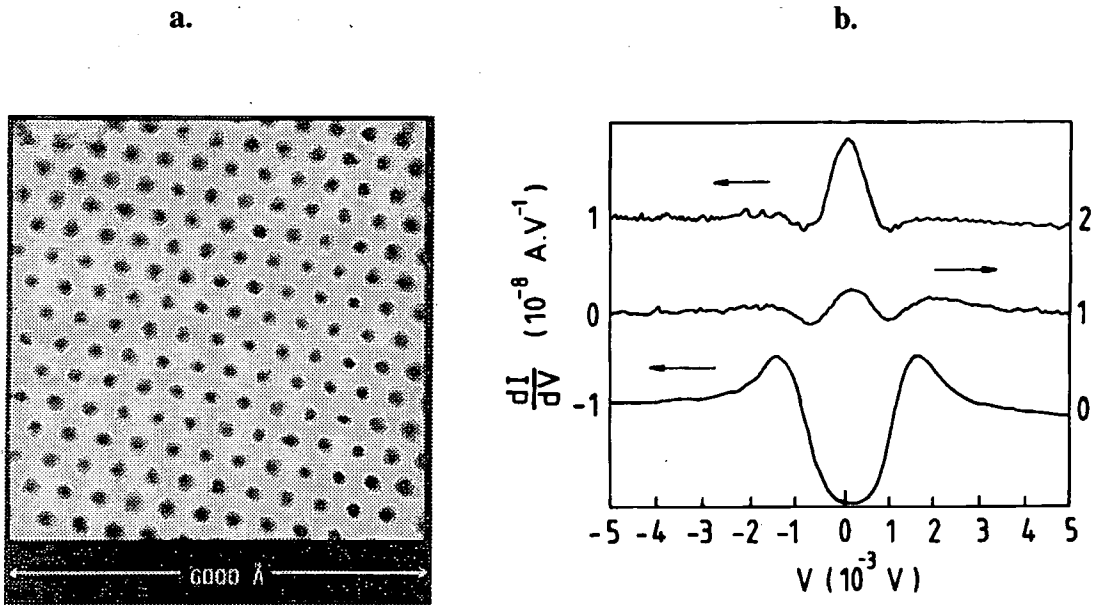 a.
b.
6000 Å
dI/dV (10⁻⁸ A.V⁻¹)
1
0
-1
2
1
0
-5 -4 -3 -2 -1 0 1 2 3 4 5
V (10⁻³ V)